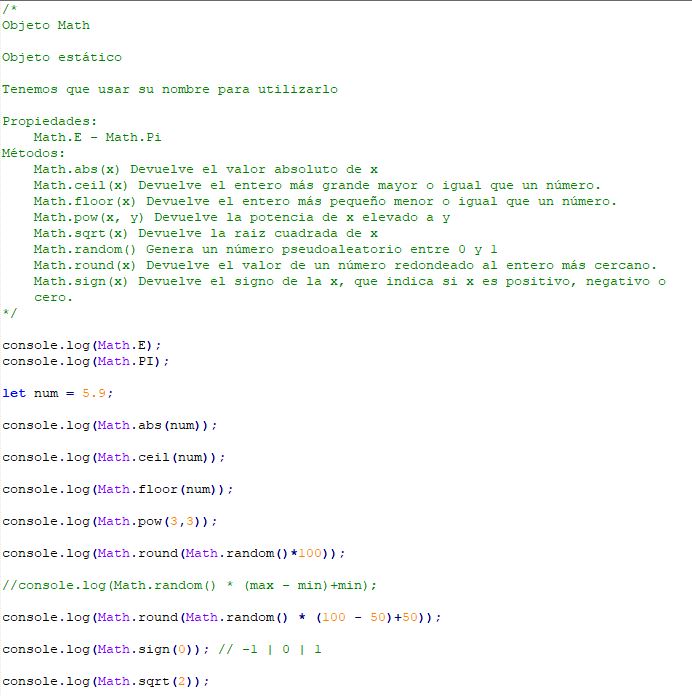 /*
Objeto Math
Objeto estático
Tenemos que usar su nombre para utilizarlo
Propiedades:
Math.E - Math.Pi
Métodos:
Math.abs(x) Devuelve el valor absoluto de x
Math.ceil(x) Devuelve el entero más grande mayor o igual que un número.
Math.floor(x) Devuelve el entero más pequeño menor o igual que un número.
Math.pow(x, y) Devuelve la potencia de x elevado a y
Math.sqrt(x) Devuelve la raiz cuadrada de x
Math.random() Genera un número pseudoaleatorio entre 0 y 1
Math.round(x) Devuelve el valor de un número redondeado al entero más cercano.
Math.sign(x) Devuelve el signo de la x, que indica si x es positivo, negativo o
cero.
*/
console.log(Math.E);
console.log(Math.PI);
let num = 5.9;
console.log(Math.abs(num));
console.log(Math.ceil(num));
console.log(Math.floor(num));
console.log(Math.pow(3,3));
console.log(Math.round(Math.random()*100));
//console.log(Math.random() * (max - min)+min);
console.log(Math.round(Math.random() * (100 - 50)+50));
console.log(Math.sign(0)); // -1 | 0 | 1
console.log(Math.sqrt(2));